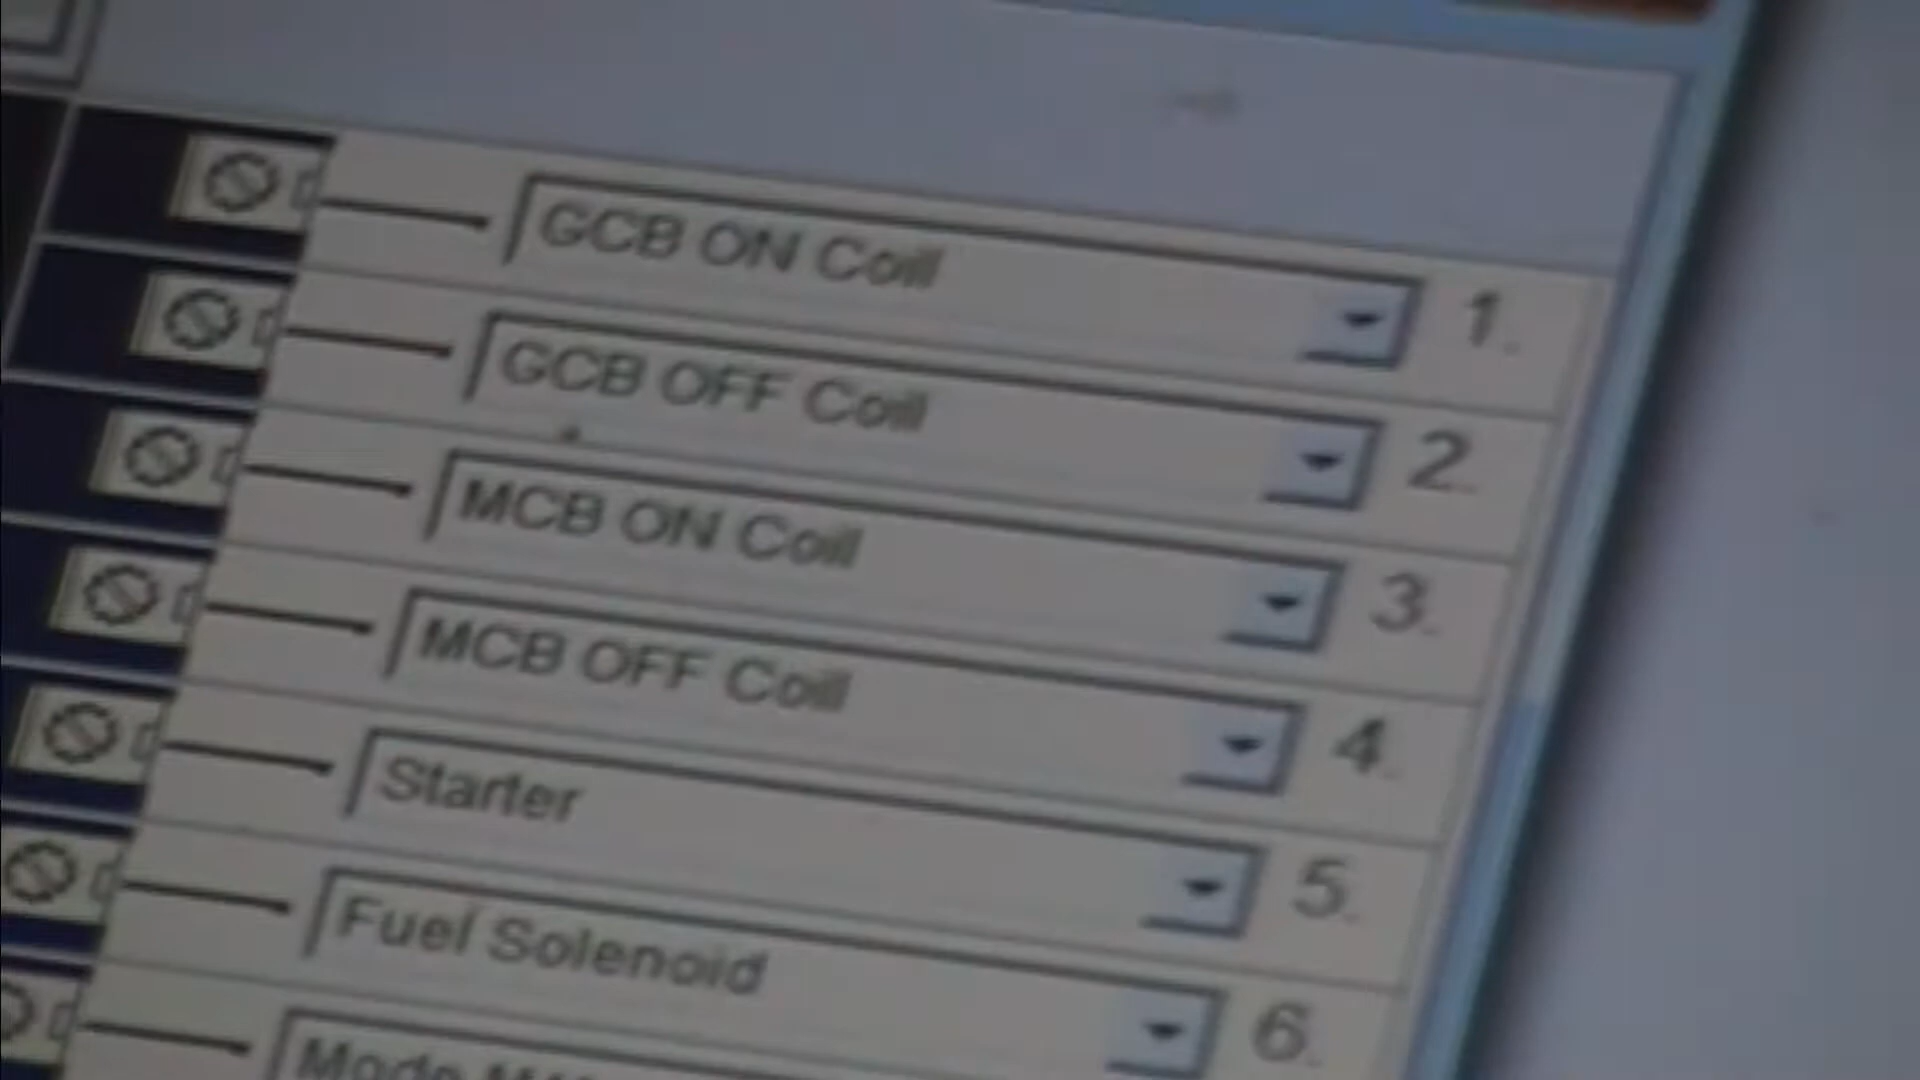 GCB ON Coil 1.
GCB OFF Coil 2.
MCB ON Coil 3.
MCB OFF Coil 4.
Starter 5.
Fuel Solenoid 6.
Mode